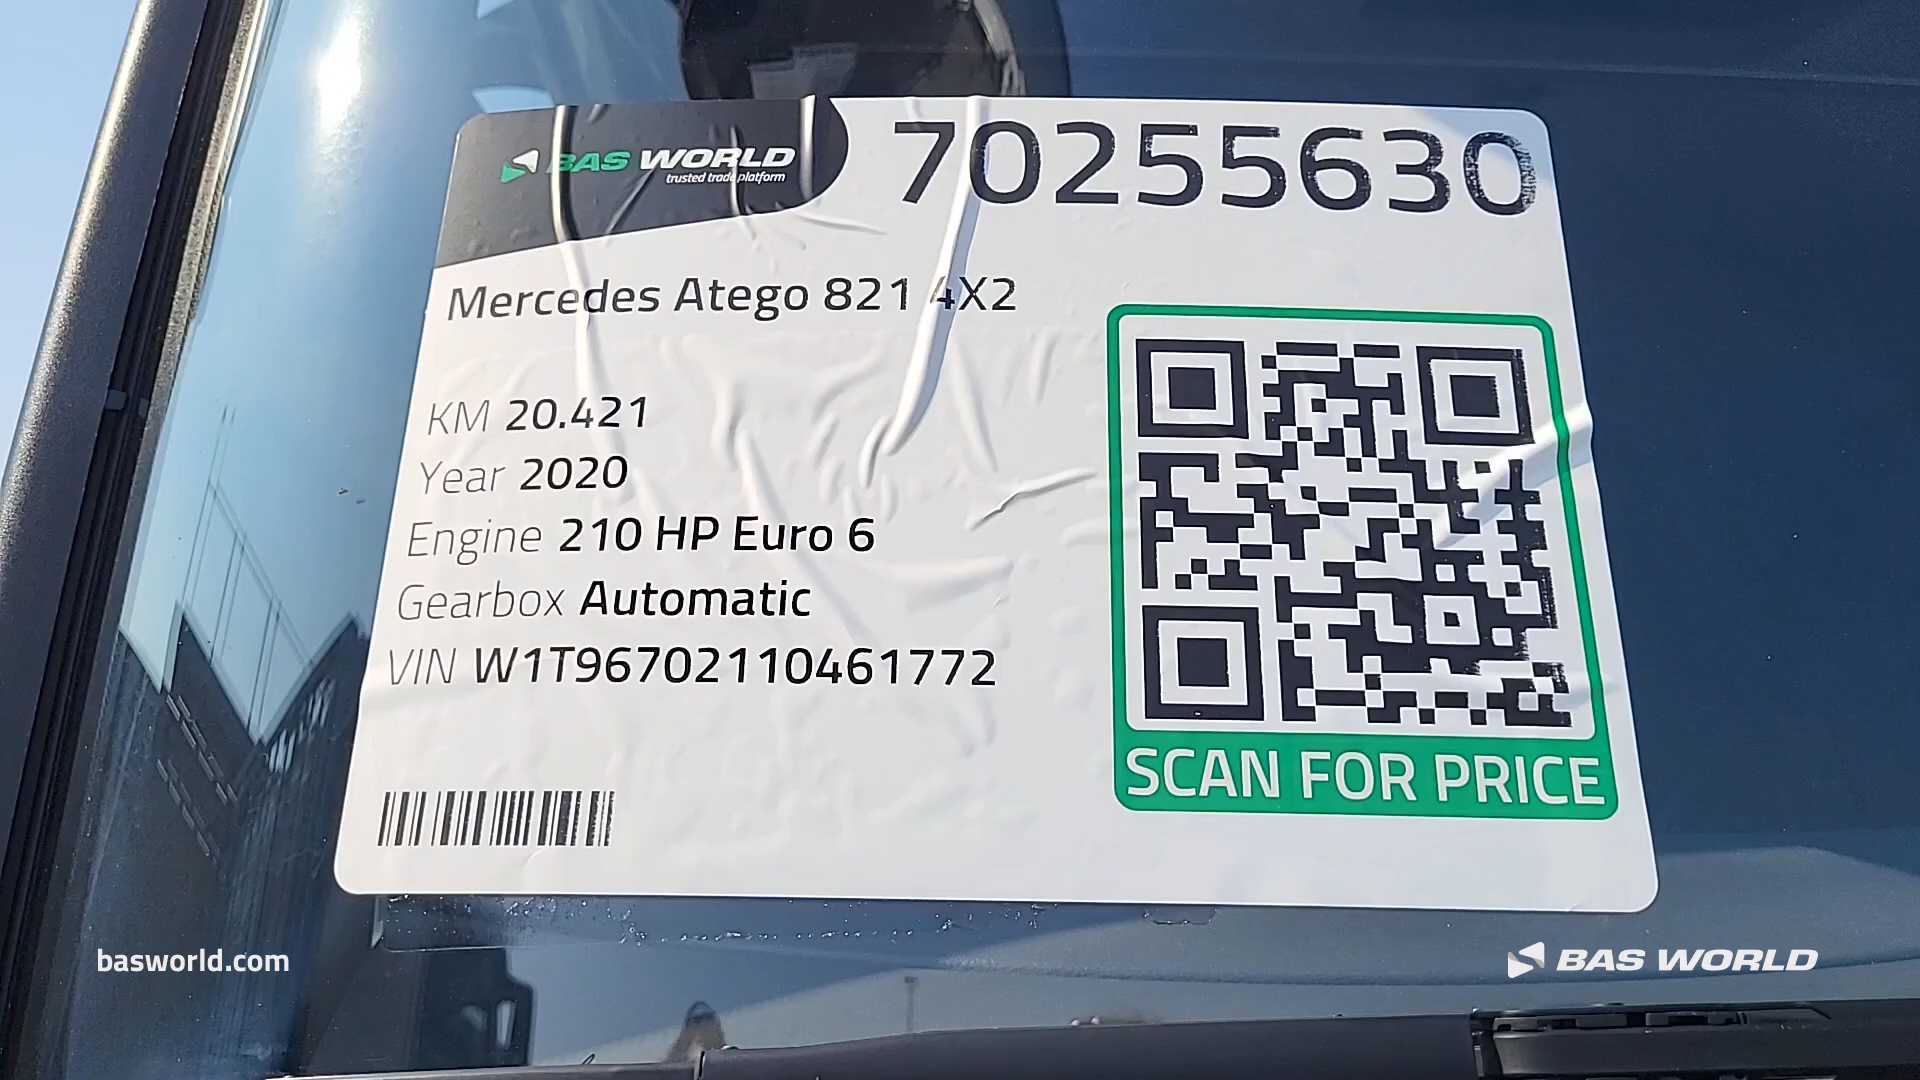 BAS WORLD
trusted trade platform
70255630
Mercedes Atego 821 4X2
KM 20.421
Year 2020
Engine 210 HP Euro 6
Gearbox Automatic
VIN W1T96702110461772
SCAN FOR PRICE
basworld.com
BAS WORLD